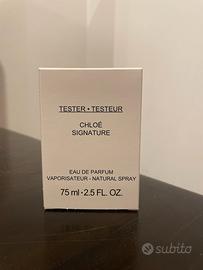 TESTER • TESTEUR
CHLOÉ
SIGNATURE
EAU DE PARFUM
VAPORISATEUR - NATURAL SPRAY
75 ml • 2.5 FL. OZ.
subito